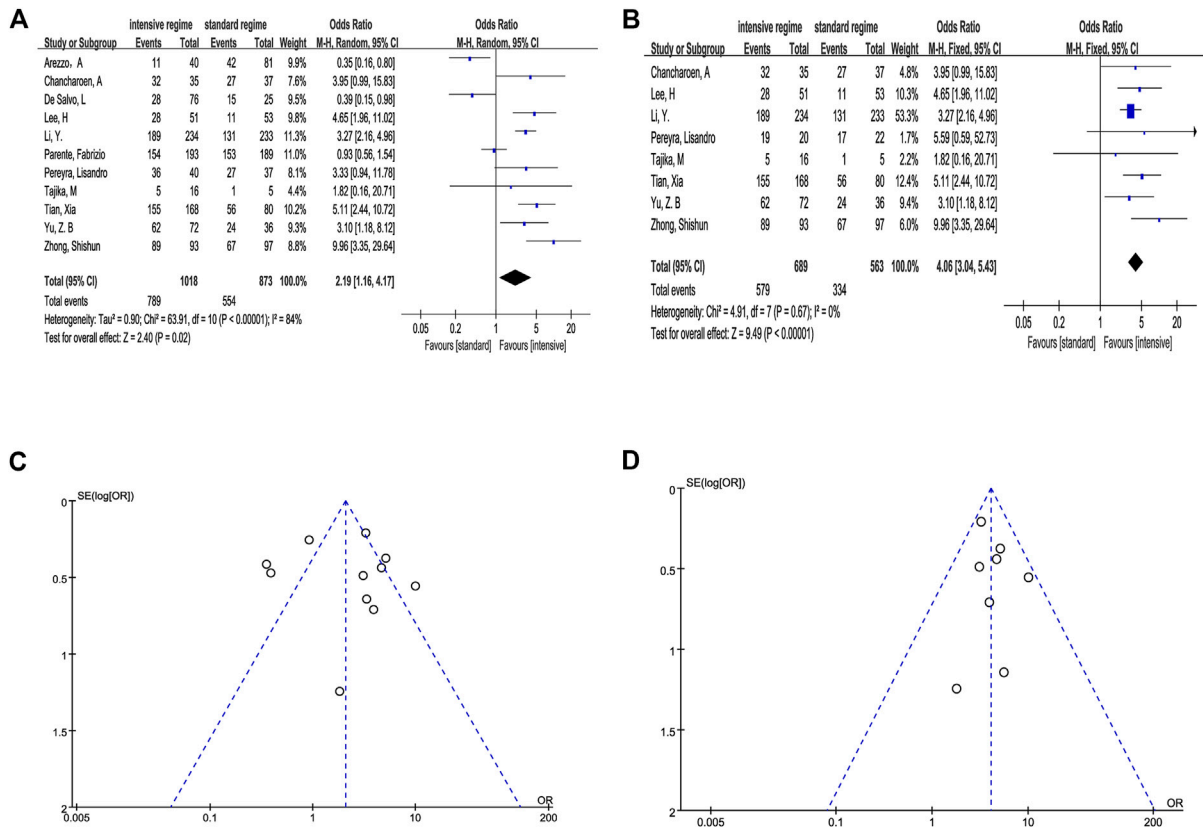 A
intensive regime standard regime Odds Ratio Odds Ratio
Study or Subgroup Events Total Events Total Weight M-H, Random, 95% CI M-H, Random, 95% CI
Arezzo, A 11 40 42 81 9.9% 0.35 [0.16, 0.80]
Chancharoen, A 32 35 27 37 7.6% 3.95 [0.99, 15.83]
De Salvo, L 28 76 15 25 9.5% 0.39 [0.15, 0.98]
Lee, H 28 51 11 53 9.8% 4.65 [1.96, 11.02]
Li, Y. 189 234 131 233 11.3% 3.27 [2.16, 4.96]
Parente, Fabrizio 154 193 153 189 11.0% 0.93 [0.56, 1.54]
Pereyra, Lisandro 36 40 27 37 8.1% 3.33 [0.94, 11.78]
Tajika, M 5 16 1 5 4.4% 1.82 [0.16, 20.71]
Tian, Xia 155 168 56 80 10.2% 5.11 [2.44, 10.72]
Yu, Z. B 62 72 24 36 9.4% 3.10 [1.18, 8.12]
Zhong, Shishun 89 93 67 97 8.8% 9.96 [3.35, 29.64]
Total (95% CI) 1018 873 100.0% 2.19 [1.16, 4.17]
Total events 789 554
Heterogeneity: Tau² = 0.90; Chi² = 63.91, df = 10 (P < 0.00001); I² = 84%
Test for overall effect: Z = 2.40 (P = 0.02)
0.05 0.2 1 5 20
Favours [standard] Favours [intensive]
B
intensive regime standard regime Odds Ratio Odds Ratio
Study or Subgroup Events Total Events Total Weight M-H, Fixed, 95% CI M-H, Fixed, 95% CI
Chancharoen, A 32 35 27 37 4.8% 3.95 [0.99, 15.83]
Lee, H 28 51 11 53 10.3% 4.65 [1.96, 11.02]
Li, Y. 189 234 131 233 53.3% 3.27 [2.16, 4.96]
Pereyra, Lisandro 19 20 17 22 1.7% 5.59 [0.59, 52.73]
Tajika, M 5 16 1 5 2.2% 1.82 [0.16, 20.71]
Tian, Xia 155 168 56 80 12.4% 5.11 [2.44, 10.72]
Yu, Z. B 62 72 24 36 9.4% 3.10 [1.18, 8.12]
Zhong, Shishun 89 93 67 97 6.0% 9.96 [3.35, 29.64]
Total (95% CI) 689 563 100.0% 4.06 [3.04, 5.43]
Total events 579 334
Heterogeneity: Chi² = 4.91, df = 7 (P = 0.67); I² = 0%
Test for overall effect: Z = 9.49 (P < 0.00001)
0.05 0.2 1 5 20
Favours [standard] Favours [intensive]
C
SE(log[OR])
0
0.5
1
1.5
2
OR
0.005 0.1 1 10 200
D
SE(log[OR])
0
0.5
1
1.5
2
OR
0.005 0.1 1 10 200